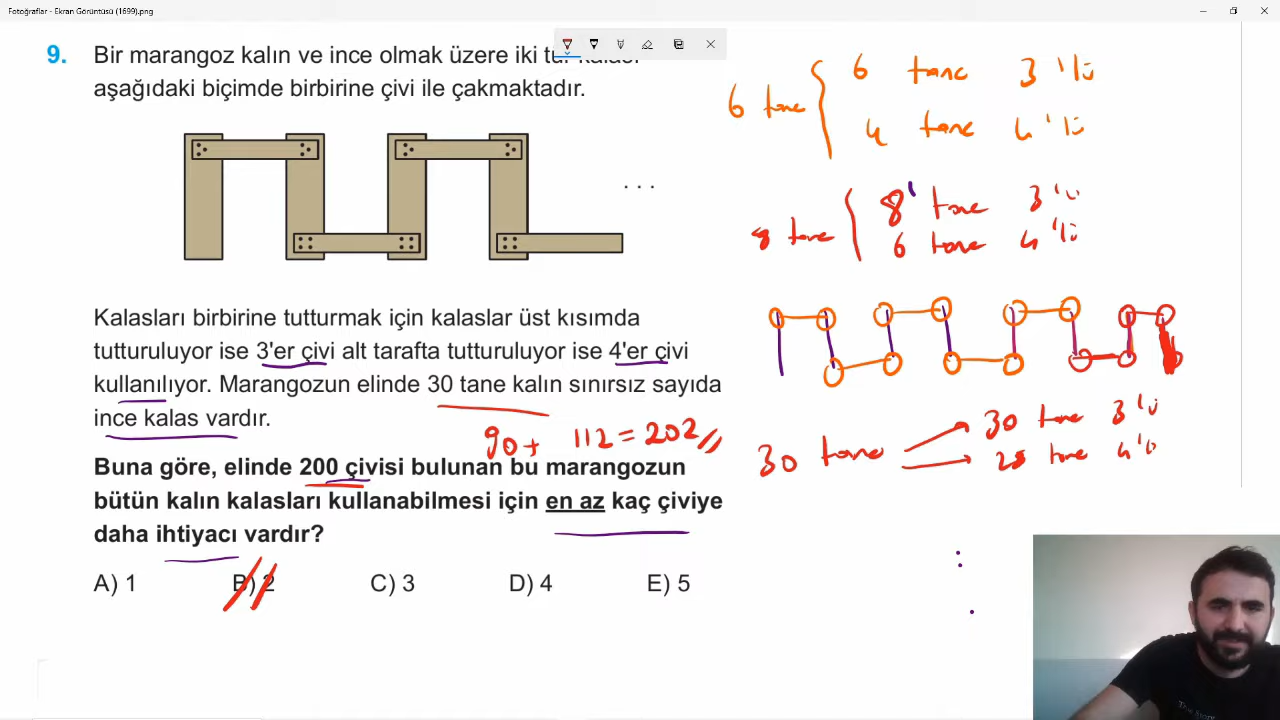 Fotoğraflar - Ekran Görüntüsü (1699).png
9. Bir marangoz kalın ve ince olmak üzere iki tür kalası
aşağıdaki biçimde birbirine çivi ile çakmaktadır.
. . .
Kalasları birbirine tutturmak için kalaslar üst kısımda
tutturuluyor ise 3'er çivi alt tarafta tutturuluyor ise 4'er çivi
kullanılıyor. Marangozun elinde 30 tane kalın sınırsız sayıda
ince kalas vardır.
90 + 112 = 202
Buna göre, elinde 200 çivisi bulunan bu marangozun
bütün kalın kalasları kullanabilmesi için en az kaç çiviye
daha ihtiyacı vardır?
A) 1 B) 2 C) 3 D) 4 E) 5
6 tane
6 tane 3'lü
4 tane 4'lü
8 tane
8 tane 3'lü
6 tane 4'lü
30 tane
30 tane 3'lü
28 tane 4'lü